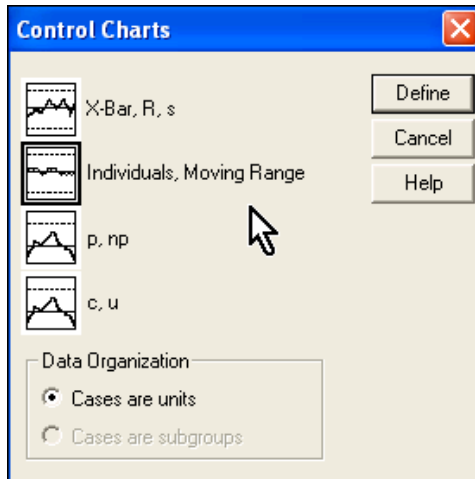 Control Charts
X-Bar, R, s
Define
Cancel
Individuals, Moving Range
Help
p, np
c, u
Data Organization
Cases are units
Cases are subgroups